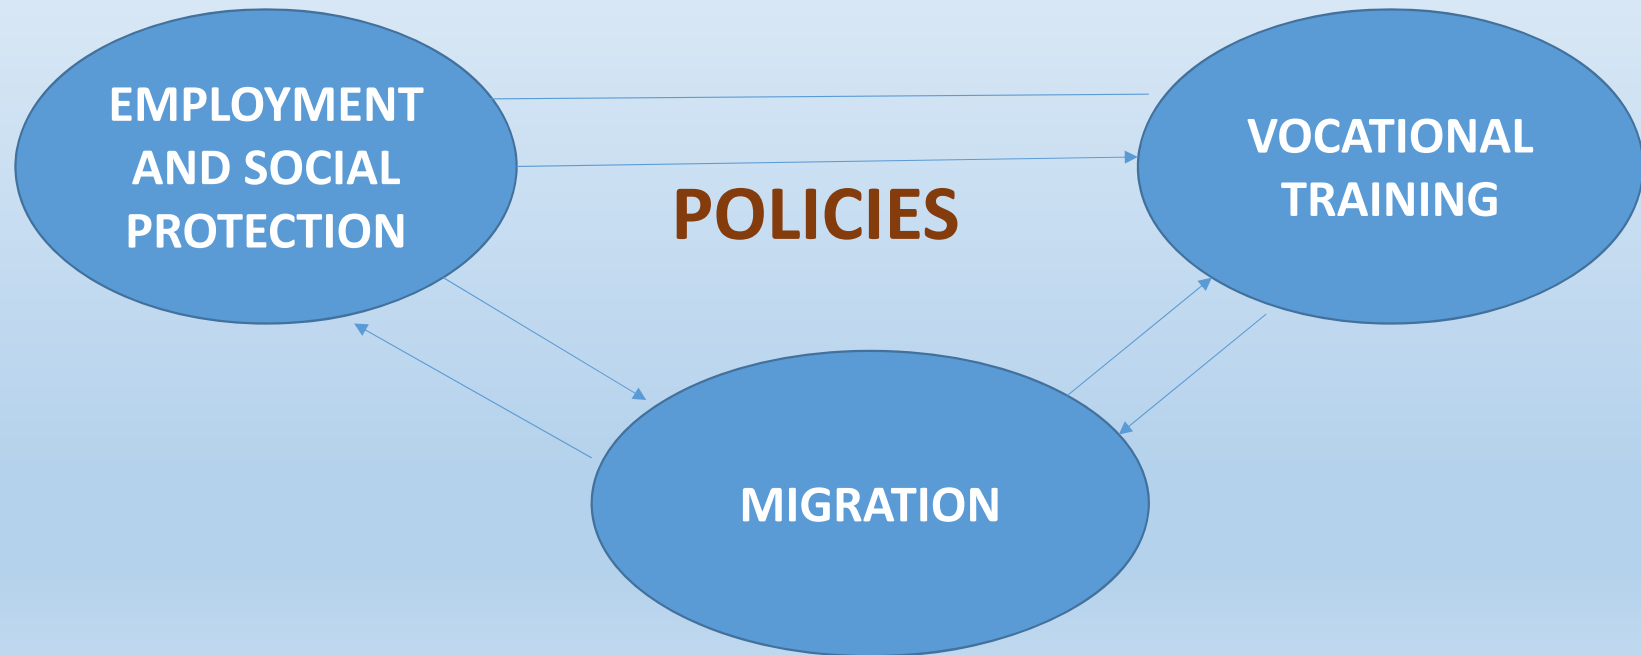 EMPLOYMENT
AND SOCIAL
PROTECTION
VOCATIONAL
TRAINING
POLICIES
MIGRATION